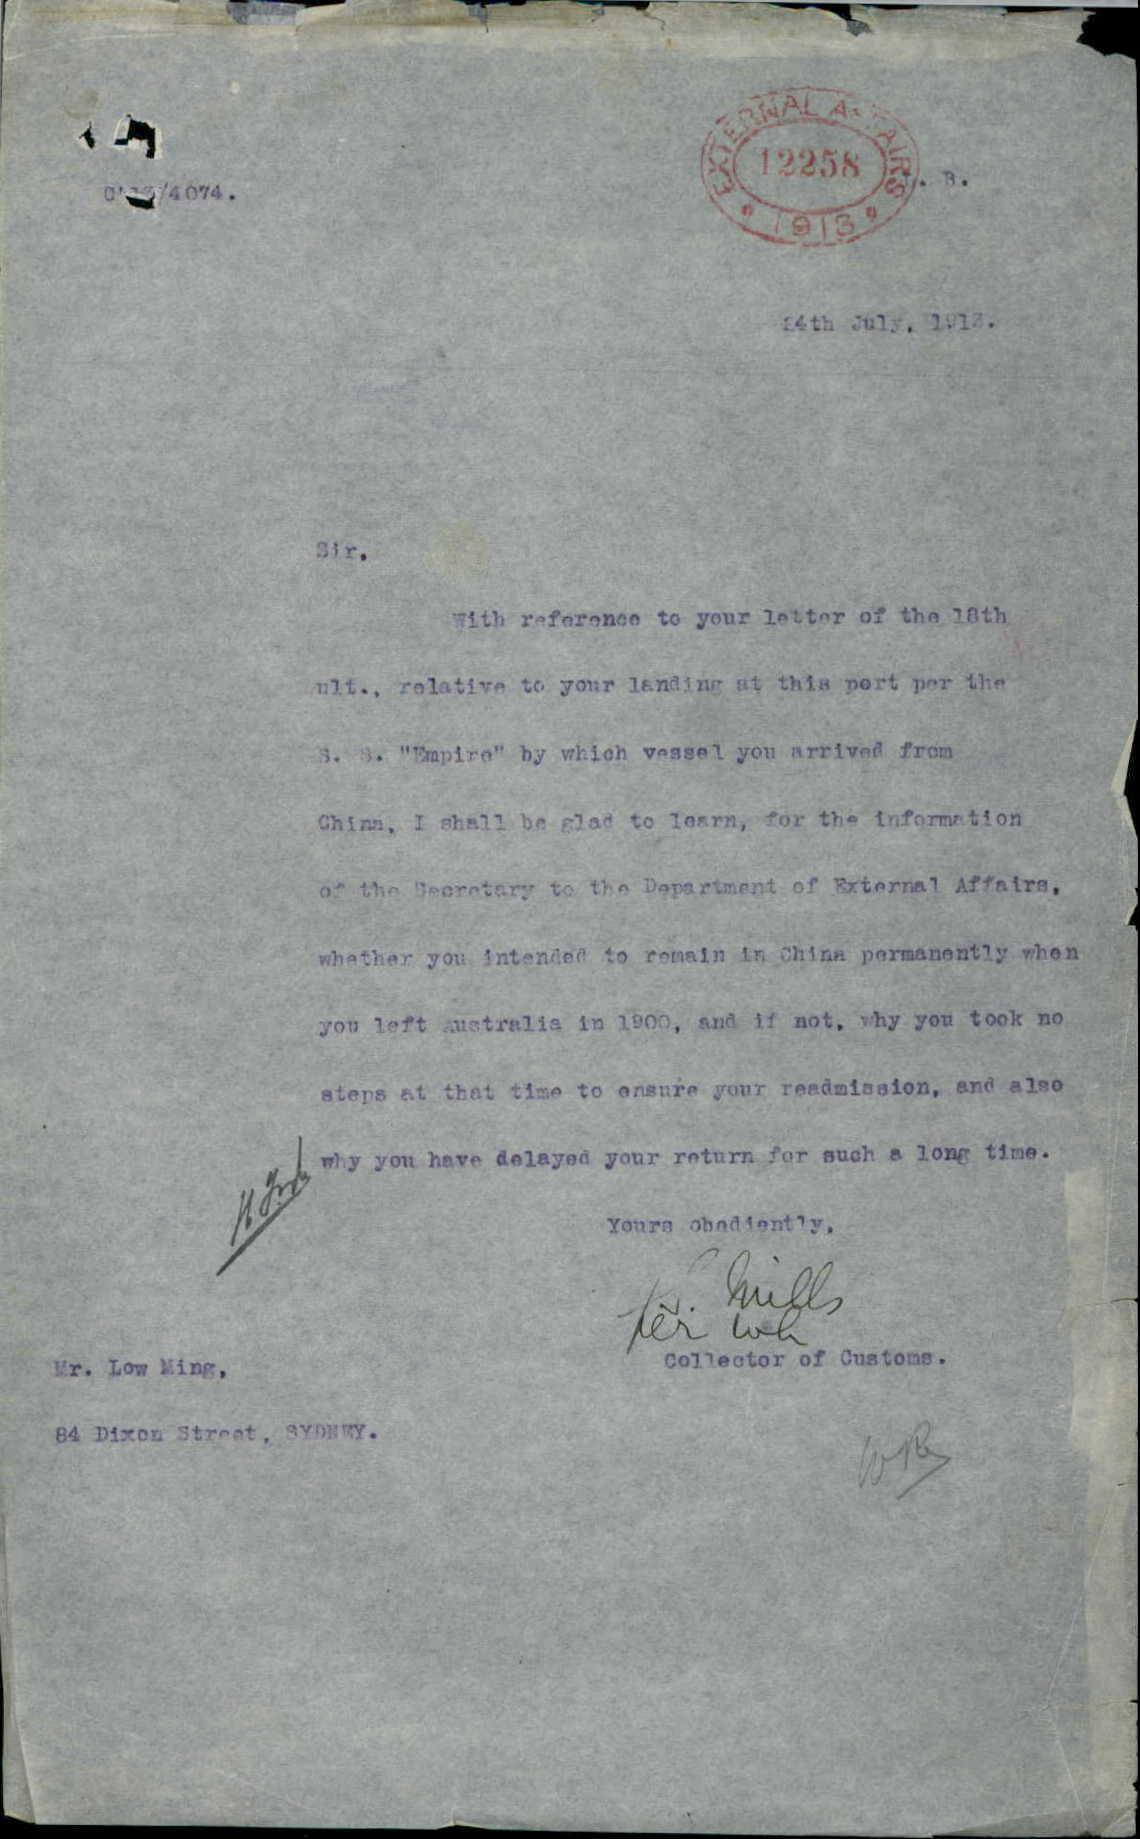 /4074.
EXTERNAL AFFAIRS
12258
1913
B.
24th July, 1913.
Sir,
With reference to your letter of the 18th
ult., relative to your landing at this port per the
S. S. "Empire" by which vessel you arrived from
China, I shall be glad to learn, for the information
of the Secretary to the Department of External Affairs,
whether you intended to remain in China permanently when
you left Australia in 1900, and if not, why you took no
steps at that time to ensure your readmission, and also
why you have delayed your return for such a long time.
Yours obediently,
Mills
per
Collector of Customs.
Mr. Low Ming,
84 Dixon Street, SYDNEY.